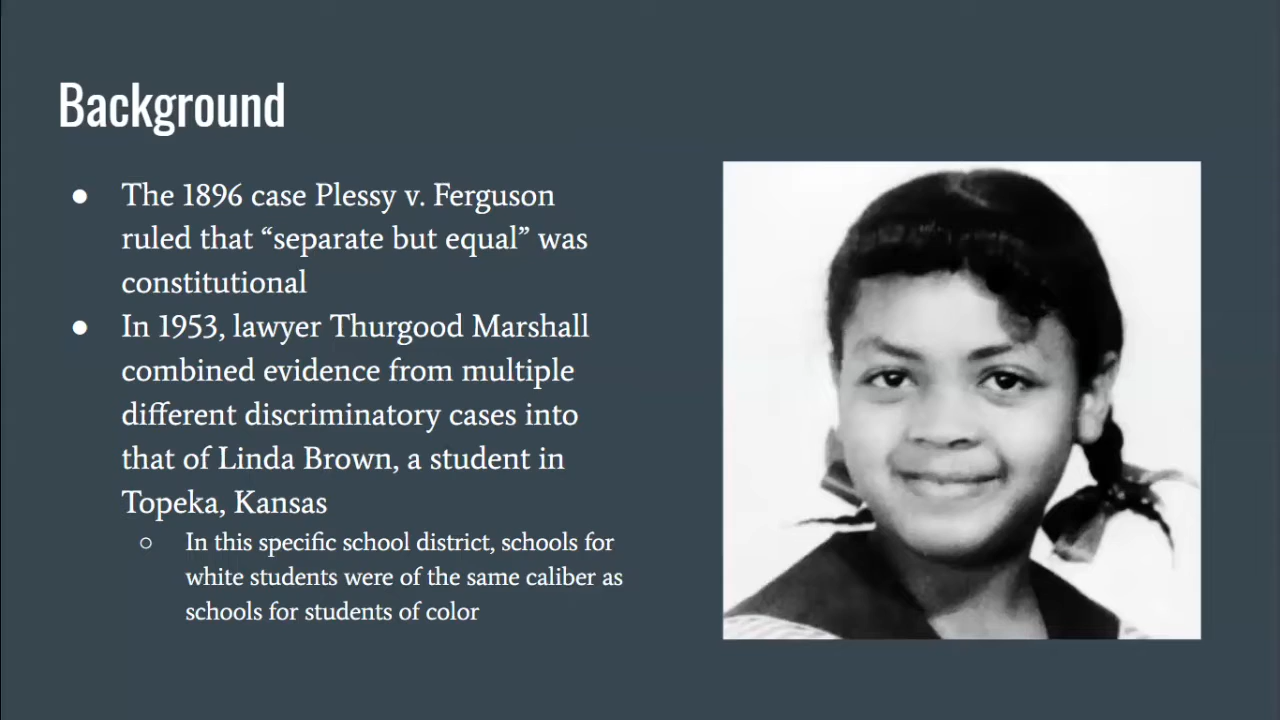 Background
● The 1896 case Plessy v. Ferguson
ruled that “separate but equal” was
constitutional
● In 1953, lawyer Thurgood Marshall
combined evidence from multiple
different discriminatory cases into
that of Linda Brown, a student in
Topeka, Kansas
○ In this specific school district, schools for
white students were of the same caliber as
schools for students of color